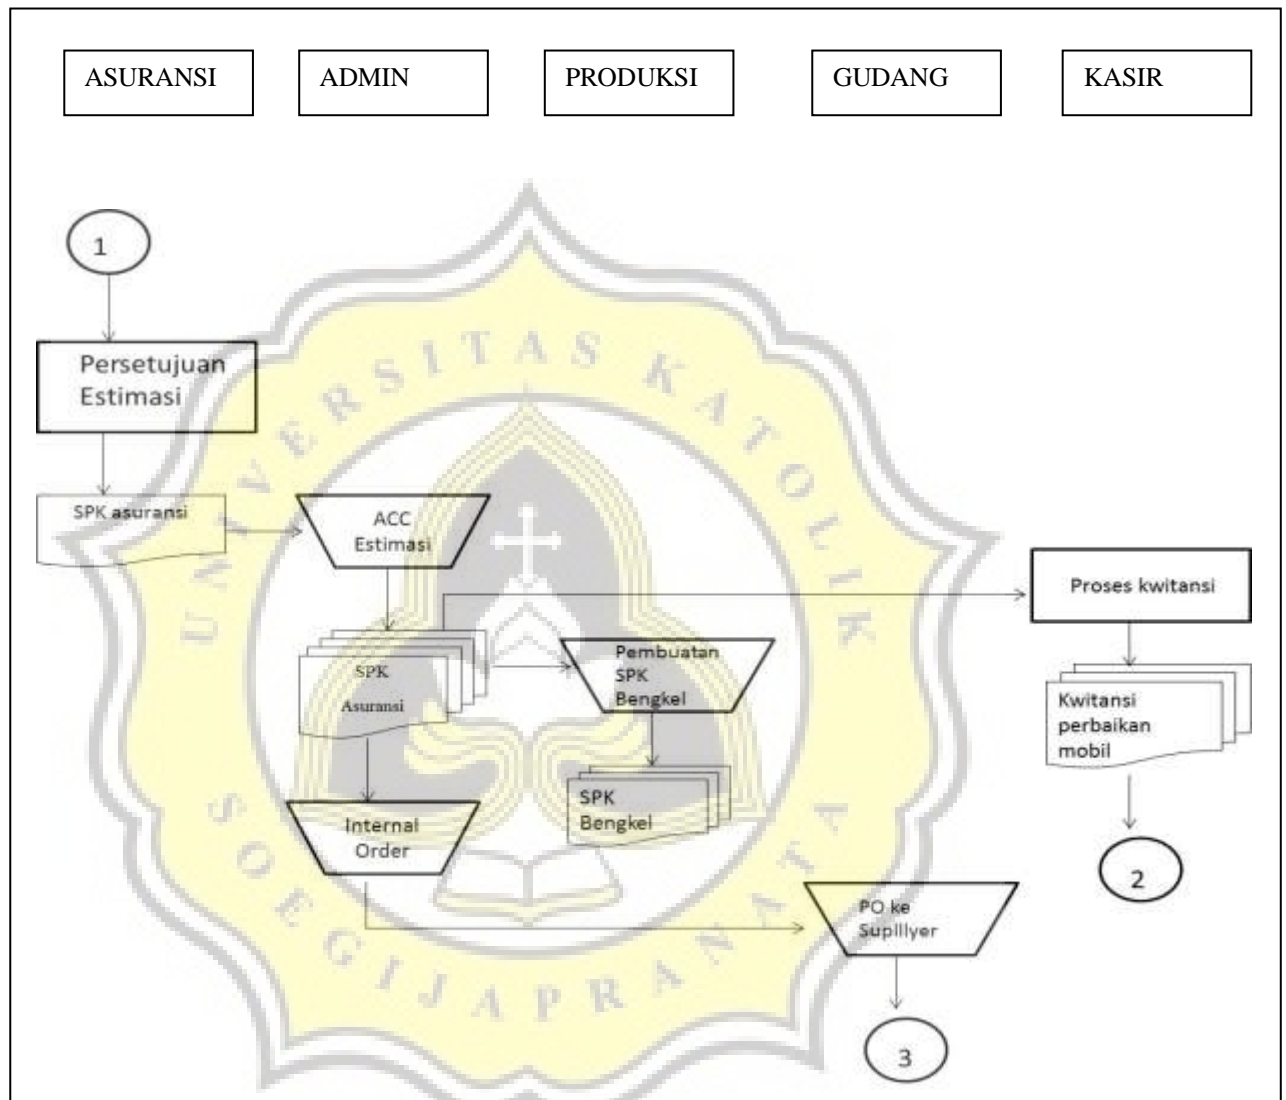 ASURANSI
ADMIN
PRODUKSI
GUDANG
KASIR
1
Persetujuan
Estimasi
SPK asuransi
ACC
Estimasi
Proses kwitansi
SPK
Asuransi
Pembuatan
SPK
Bengkel
Kwitansi
perbaikan
mobil
SPK
Bengkel
Internal
Order
2
PO ke
Supillyer
3
UNIVERSITAS KATOLIK
SOEGIJAPRANATA